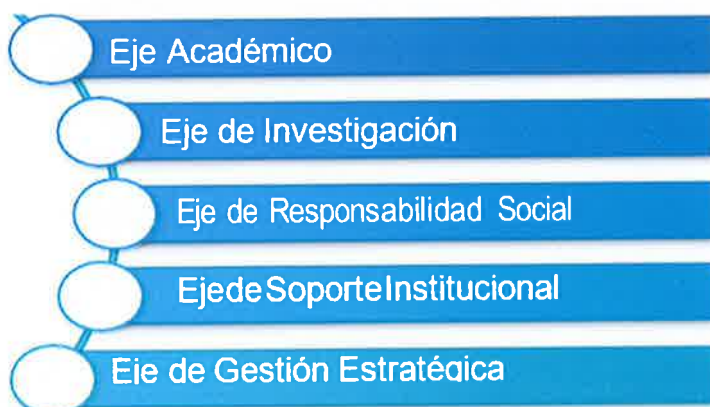 Eje Académico
Eje de Investigación
Eje de Responsabilidad Social
EjedeSoporteInstitucional
Eje de Gestión Estratégica